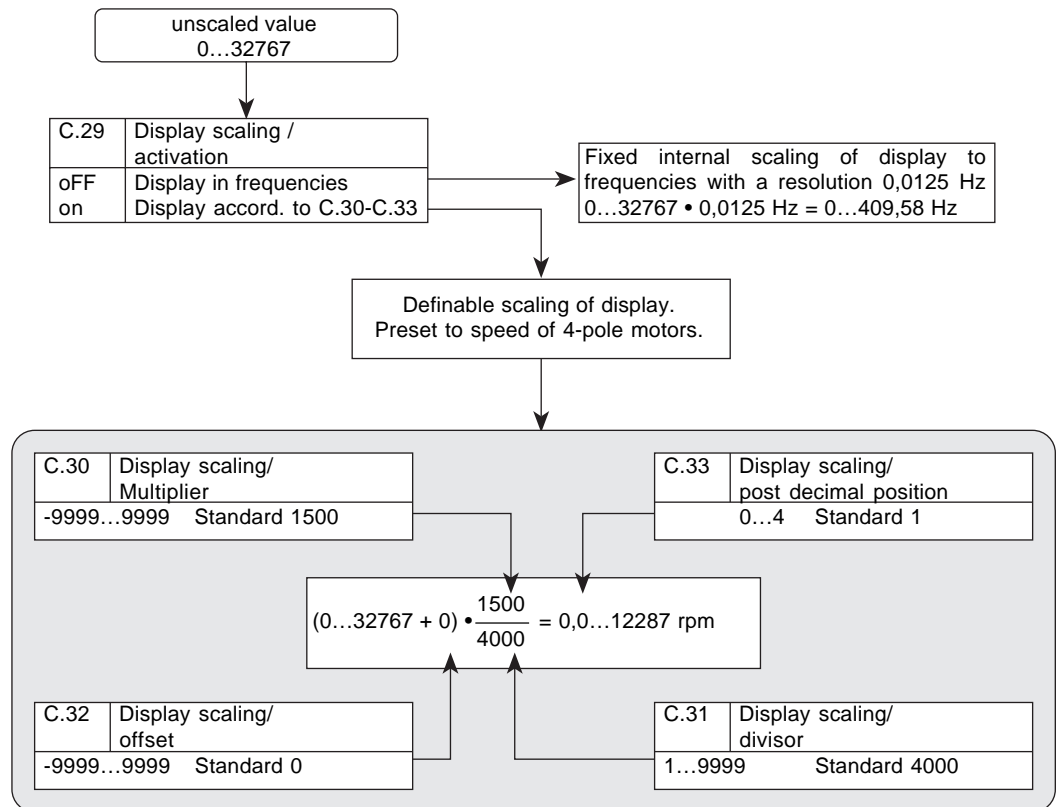 unscaled value
0…32767
C.29 Display scaling /
activation
oFF Display in frequencies
on Display accord. to C.30-C.33
Fixed internal scaling of display to
frequencies with a resolution 0,0125 Hz
0…32767 • 0,0125 Hz = 0…409,58 Hz
Definable scaling of display.
Preset to speed of 4-pole motors.
C.30 Display scaling/
Multiplier
-9999…9999 Standard 1500
C.33 Display scaling/
post decimal position
0…4 Standard 1
(0…32767 + 0) • 1500 / 4000 = 0,0…12287 rpm
C.32 Display scaling/
offset
-9999…9999 Standard 0
C.31 Display scaling/
divisor
1…9999 Standard 4000